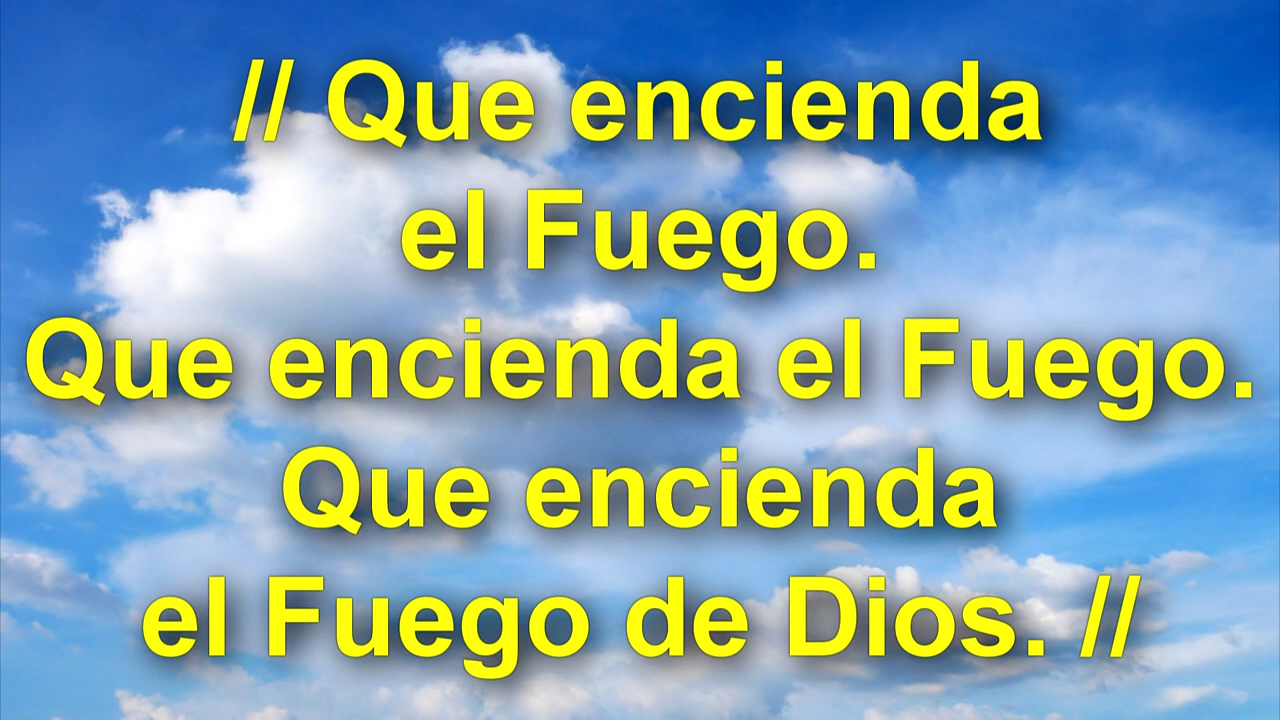 // Que encienda
el Fuego.
Que encienda el Fuego.
Que encienda
el Fuego de Dios. //